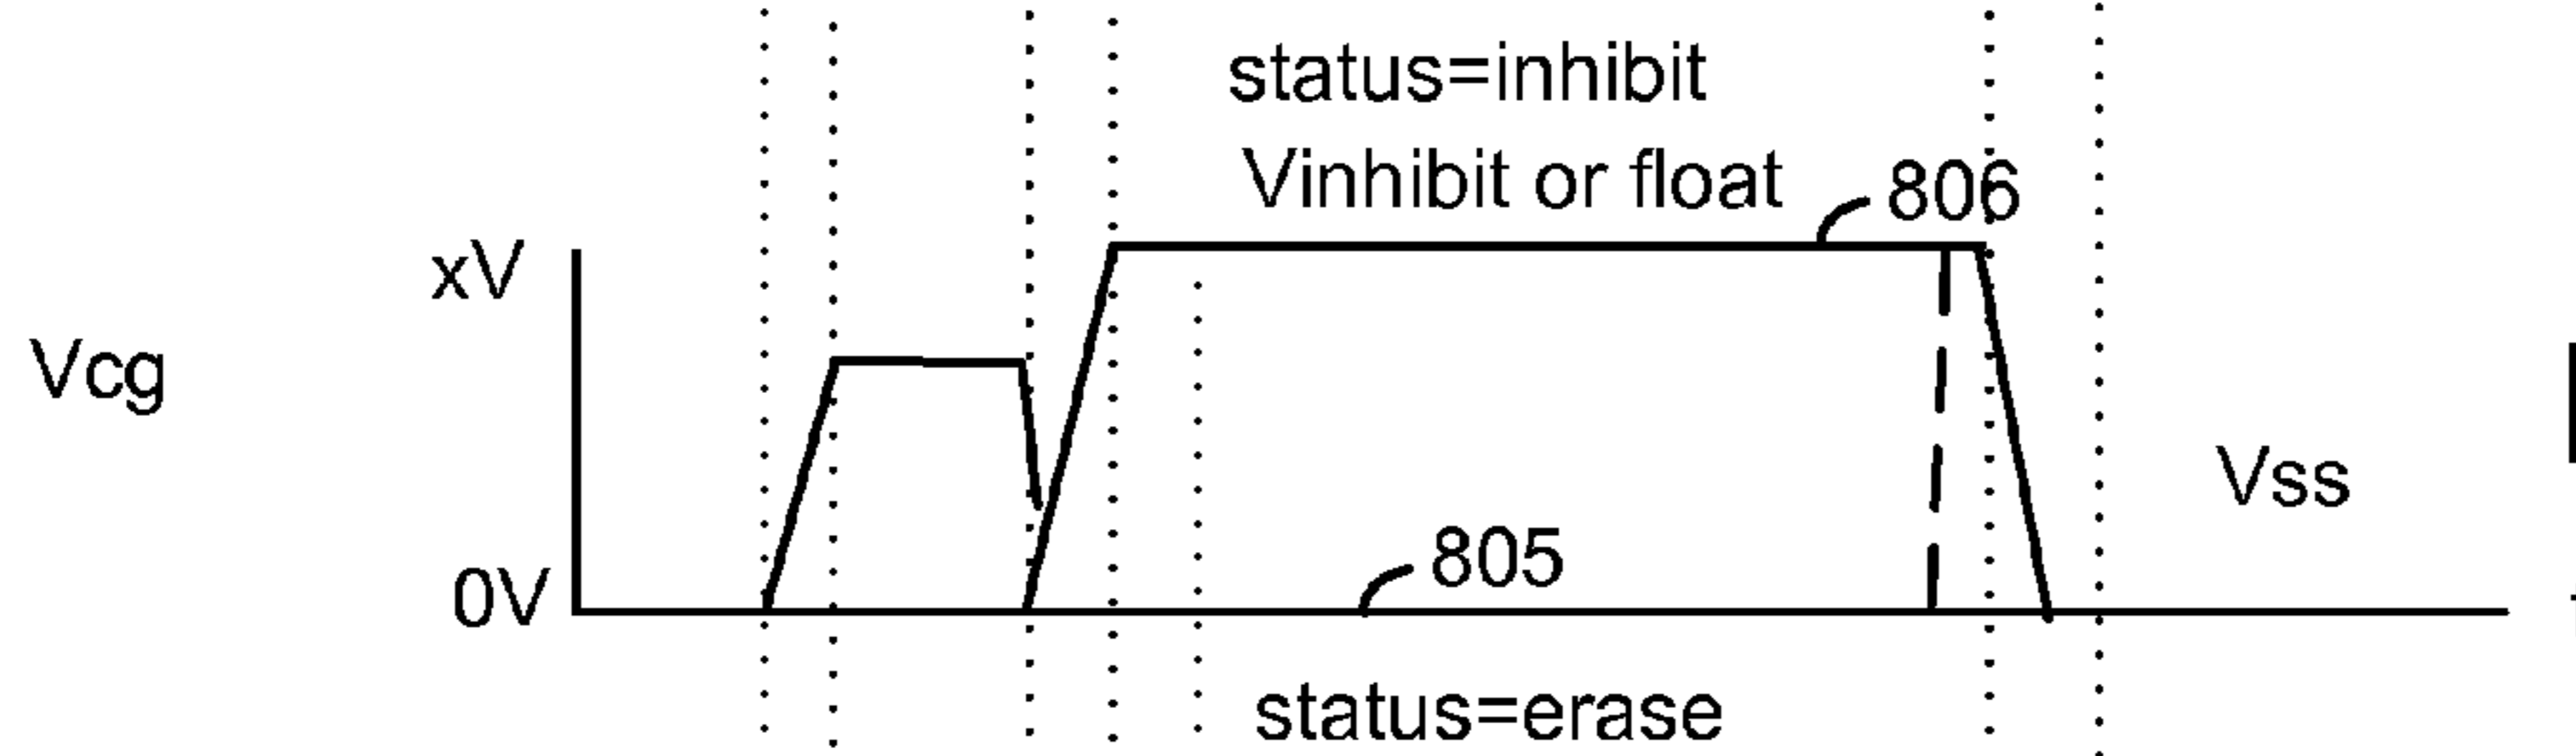 status=inhibit
Vinhibit or float
806
xV
Vcg
Vss
805
0V
status=erase